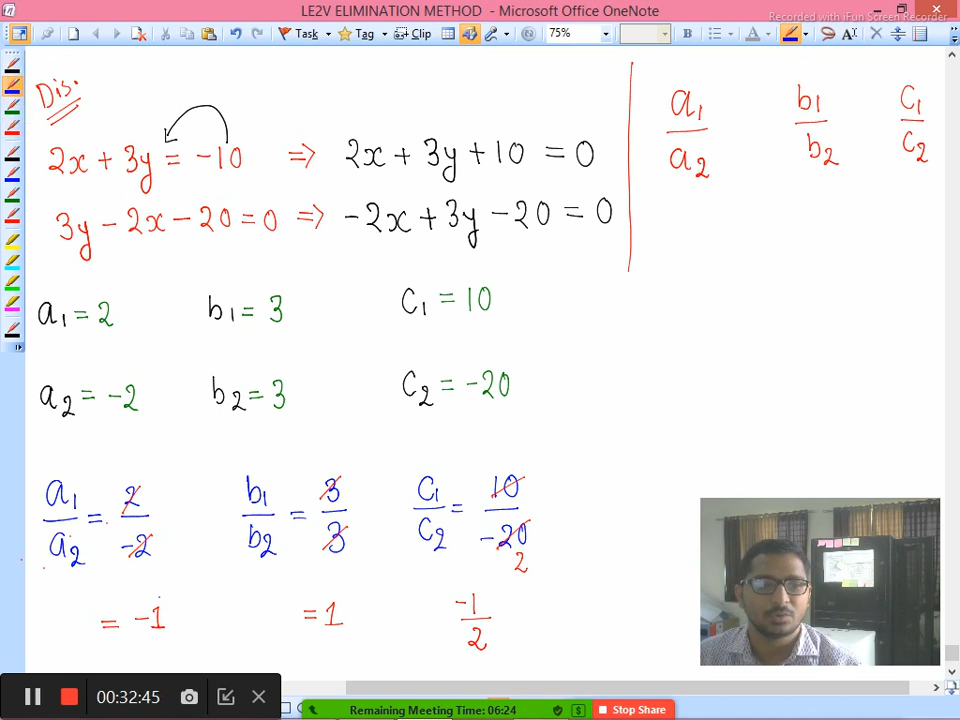 LE2V ELIMINATION METHOD - Microsoft Office OneNote
Recorded with iFun Screen Recorder
Task Tag Clip 75% B A
Dis:
2x + 3y = -10 => 2x + 3y + 10 = 0
3y - 2x - 20 = 0 => -2x + 3y - 20 = 0
a1/a2 b1/b2 c1/c2
a1 = 2 b1 = 3 c1 = 10
a2 = -2 b2 = 3 c2 = -20
a1/a2 = 2/-2 b1/b2 = 3/3 c1/c2 = 10/-20
2
= -1 = 1 -1/2
00:32:45
Remaining Meeting Time: 06:24 Stop Share